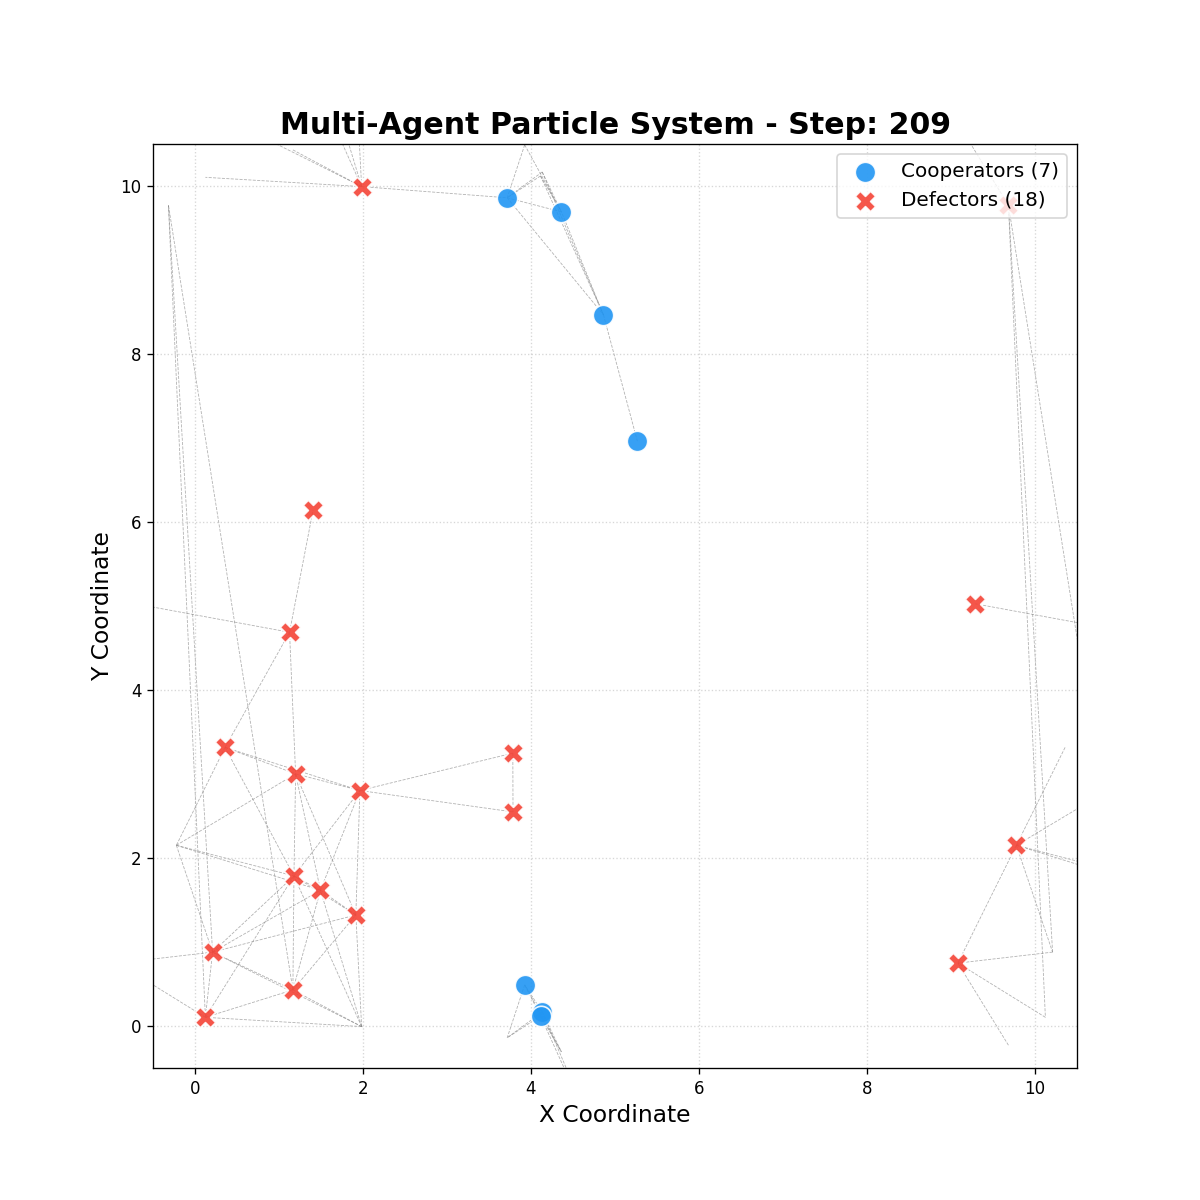 Multi-Agent Particle System - Step: 209
Cooperators (7)
Defectors (18)
10
8
6
4
2
0
Y Coordinate
0 2 4 6 8 10
X Coordinate